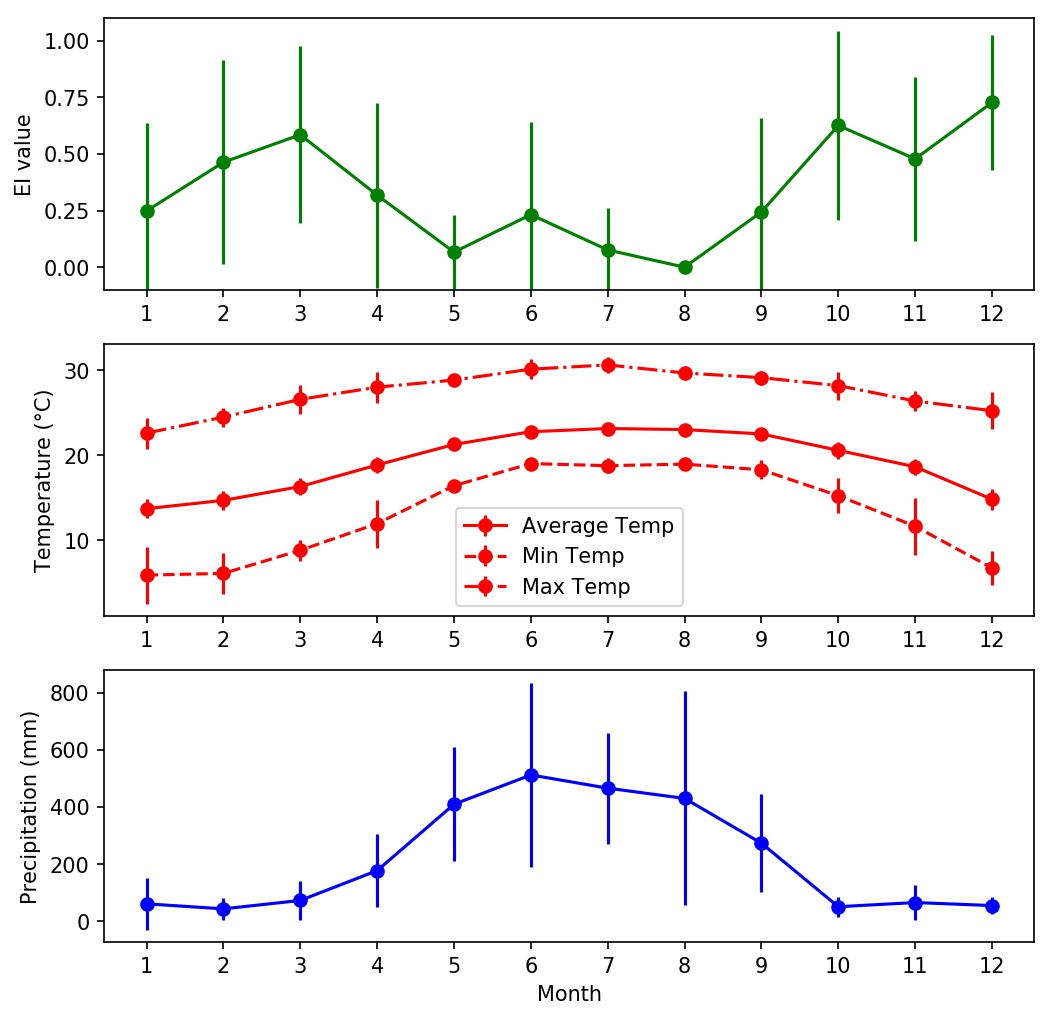 1.00
0.75
0.50
0.25
0.00
EI value
1 2 3 4 5 6 7 8 9 10 11 12
30
20
10
Temperature (°C)
Average Temp
Min Temp
Max Temp
1 2 3 4 5 6 7 8 9 10 11 12
800
600
400
200
0
Precipitation (mm)
1 2 3 4 5 6 7 8 9 10 11 12
Month